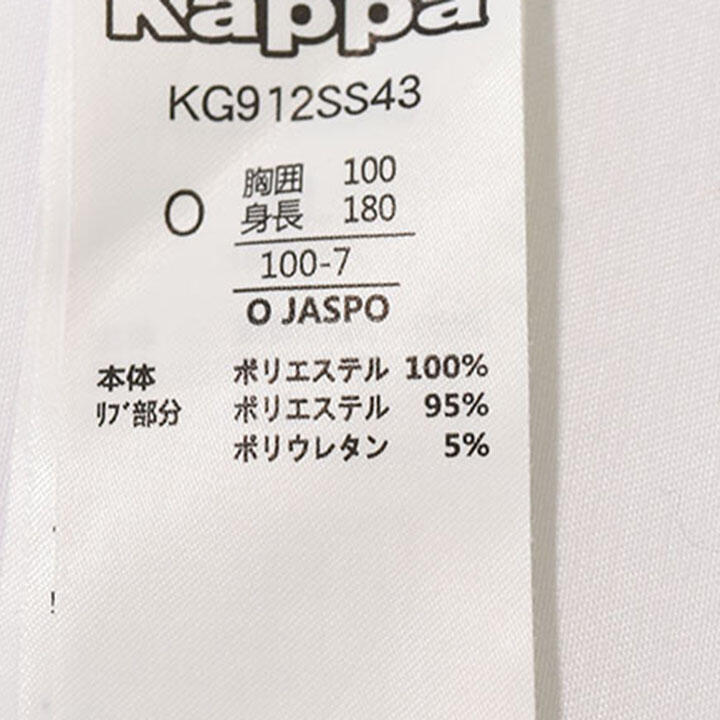 Kappa
KG912SS43
O
胸囲 100
身長 180
100-7
O JASPO
本体 ポリエステル 100%
ﾘﾌﾞ部分 ポリエステル 95%
ポリウレタン 5%